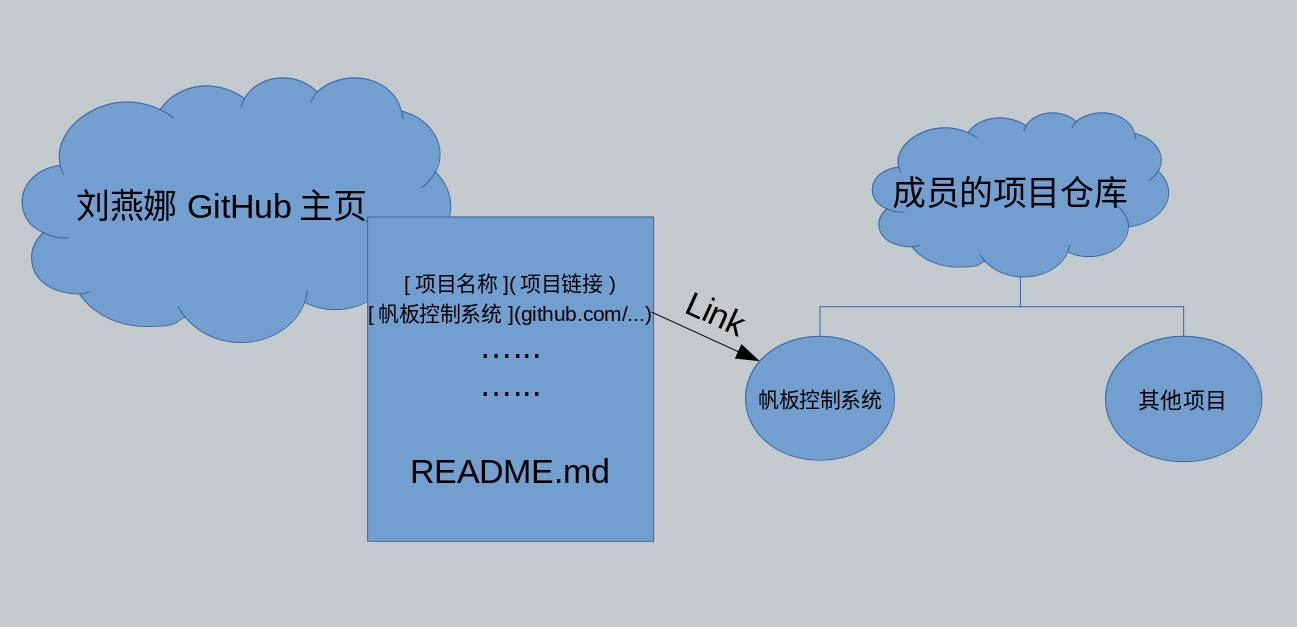 刘燕娜 GitHub 主页
[ 项目名称 ]( 项目链接 )
[ 帆板控制系统 ](github.com/...)
……
……
README.md
Link
成员的项目仓库
帆板控制系统
其他项目